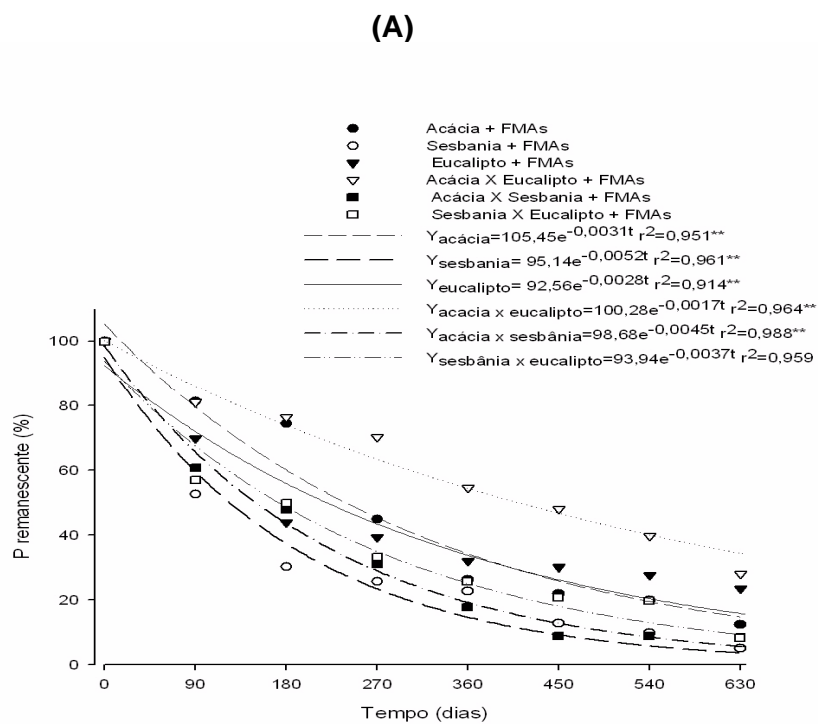 (A)
Acácia + FMAs
Sesbania + FMAs
Eucalipto + FMAs
Acácia X Eucalipto + FMAs
Acácia X Sesbania + FMAs
Sesbania X Eucalipto + FMAs
Yacácia=105,45e-0,0031t r2=0,951**
Ysesbania= 95,14e-0,0052t r2=0,961**
Yeucalipto= 92,56e-0,0028t r2=0,914**
Yacacia x eucalipto=100,28e-0,0017t r2=0,964**
Yacácia x sesbânia=98,68e-0,0045t r2=0,988**
Ysesbânia x eucalipto=93,94e-0,0037t r2=0,959
P remanescente (%)
100
80
60
40
20
0
0 90 180 270 360 450 540 630
Tempo (dias)